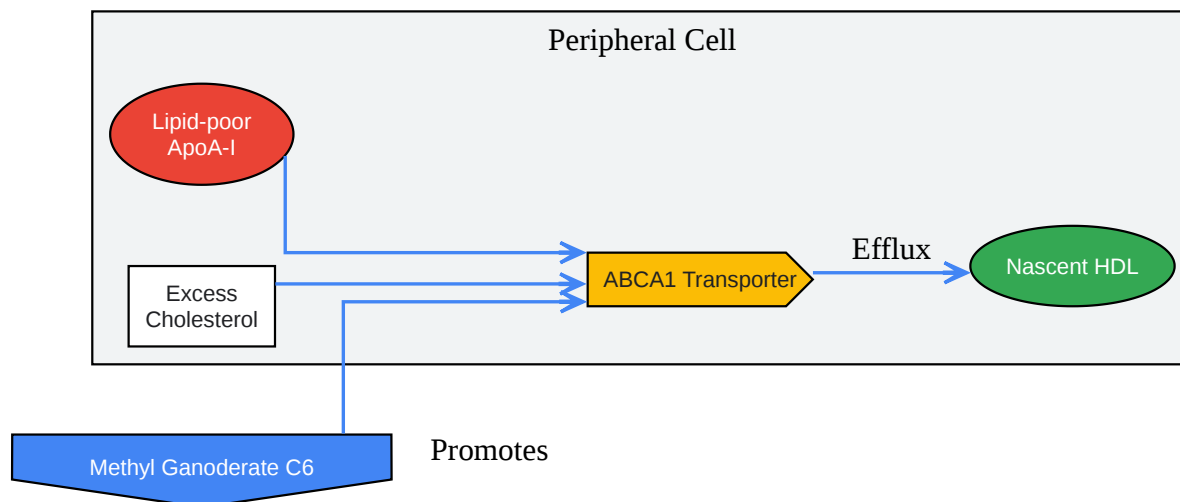 Peripheral Cell
Lipid-poor
ApoA-I
Efflux
Nascent HDL
ABCA1 Transporter
Excess
Cholesterol
Promotes
Methyl Ganoderate C6